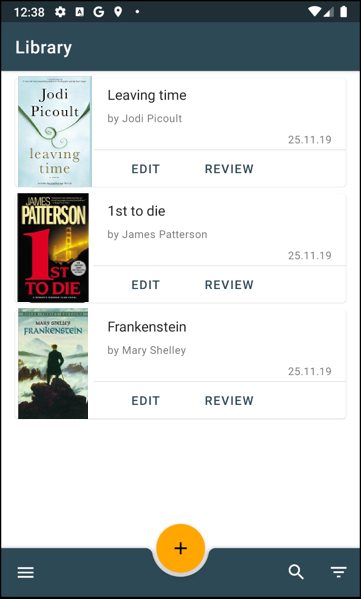 12:38
Library
Jodi
Picoult
leaving
time
Leaving time
by Jodi Picoult
25.11.19
EDIT REVIEW
JAMES
PATTERSON
1ST
TO DIE
1st to die
by James Patterson
25.11.19
EDIT REVIEW
MARY SHELLEY
FRANKENSTEIN
Frankenstein
by Mary Shelley
25.11.19
EDIT REVIEW